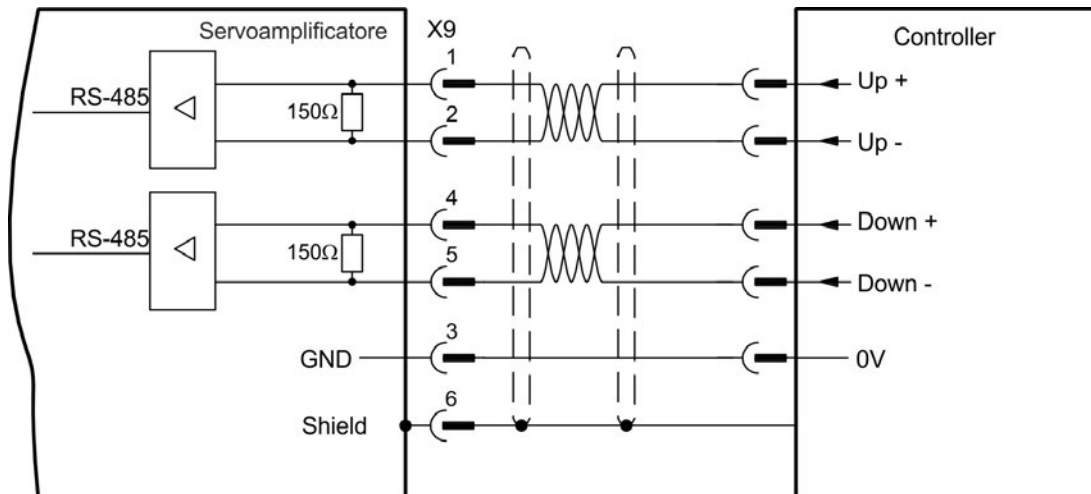 Servoamplificatore
X9
Controller
1
Up +
RS-485
150Ω
2
Up -
4
Down +
RS-485
150Ω
5
Down -
3
GND
0V
6
Shield